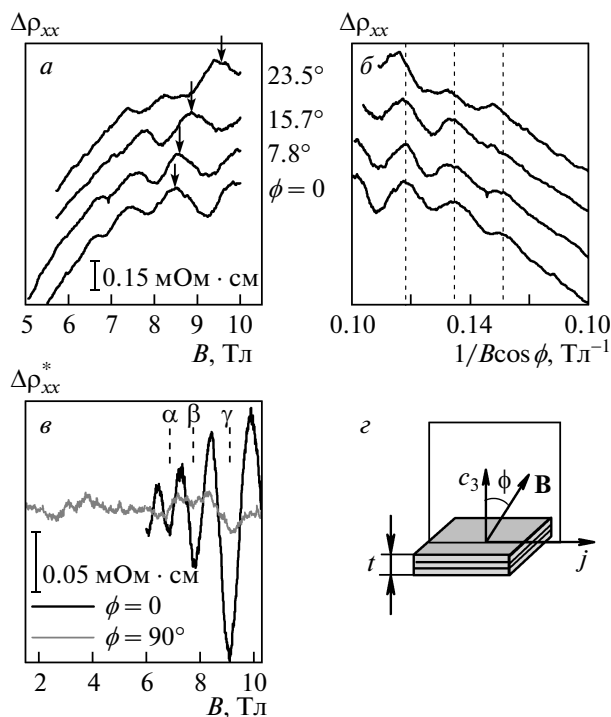 Δρxx
а
23.5°
15.7°
7.8°
ϕ = 0
0.15 мОм · см
5 6 7 8 9 10
B, Тл
Δρxx
б
0.10 0.14 0.10
1/Bcos ϕ, Тл⁻¹
Δρ*xx
в
α β γ
0.05 мОм · см
ϕ = 0
ϕ = 90°
2 4 6 8 10
B, Тл
г
c₃ ϕ B
t
j